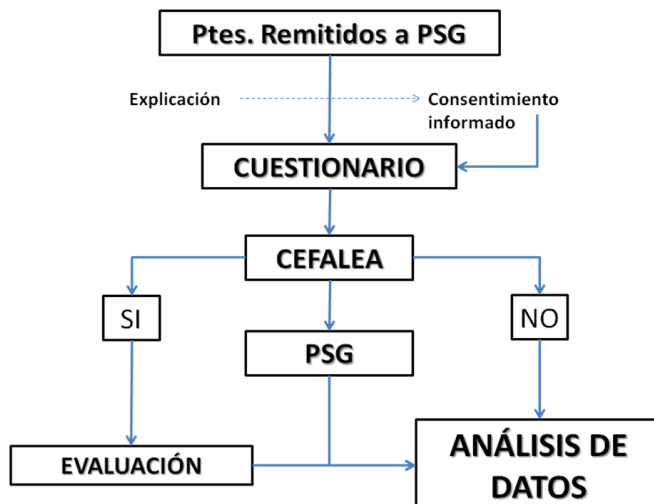 Ptes. Remitidos a PSG
Explicación
Consentimiento
informado
CUESTIONARIO
CEFALEA
SI
NO
PSG
EVALUACIÓN
ANÁLISIS DE
DATOS